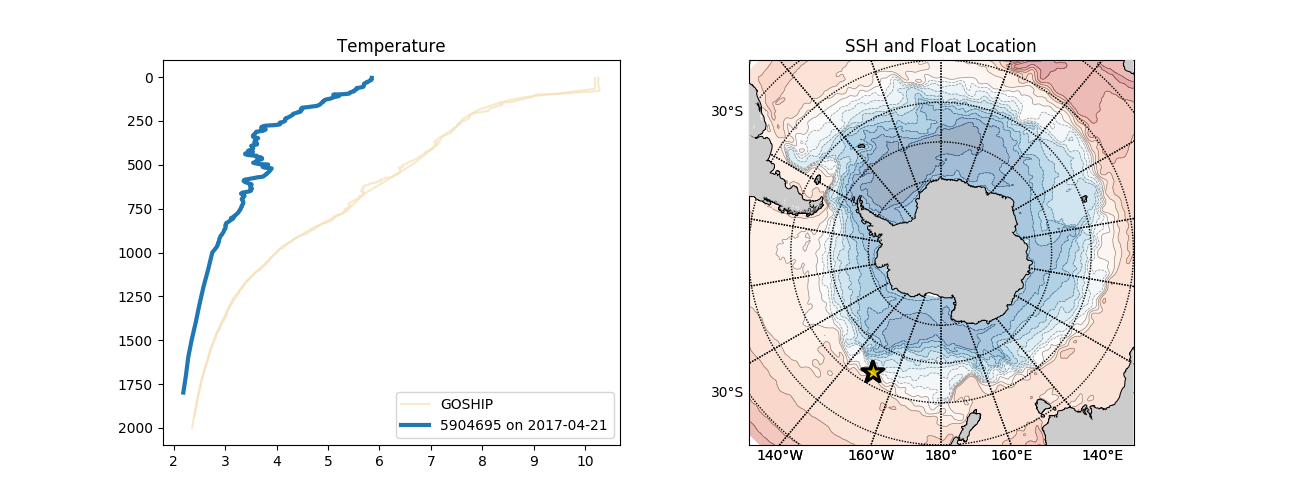 Temperature
0
250
500
750
1000
1250
1500
1750
2000
2 3 4 5 6 7 8 9 10
GOSHIP
5904695 on 2017-04-21
SSH and Float Location
30°S
30°S
140°W 160°W 180° 160°E 140°E